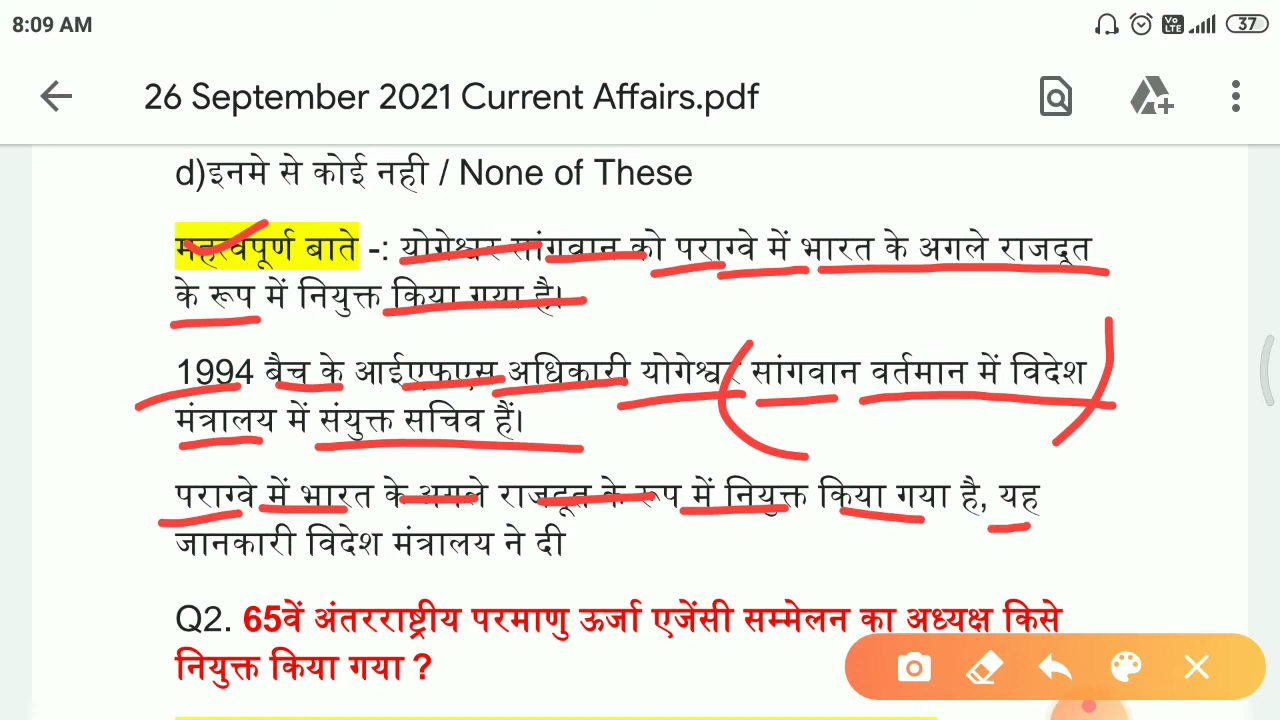 8:09 AM
Vo LTE
37
26 September 2021 Current Affairs.pdf
d)इनमे से कोई नही / None of These
महत्वपूर्ण बाते -: योगेश्वर सांगवान को पराग्वे में भारत के अगले राजदूत
के रूप में नियुक्त किया गया है।
1994 बैच के आईएफएस अधिकारी योगेश्वर सांगवान वर्तमान में विदेश
मंत्रालय में संयुक्त सचिव हैं।
पराग्वे में भारत के अगले राजदूत के रूप में नियुक्त किया गया है, यह
जानकारी विदेश मंत्रालय ने दी
Q2. 65वें अंतरराष्ट्रीय परमाणु ऊर्जा एजेंसी सम्मेलन का अध्यक्ष किसे
नियुक्त किया गया ?